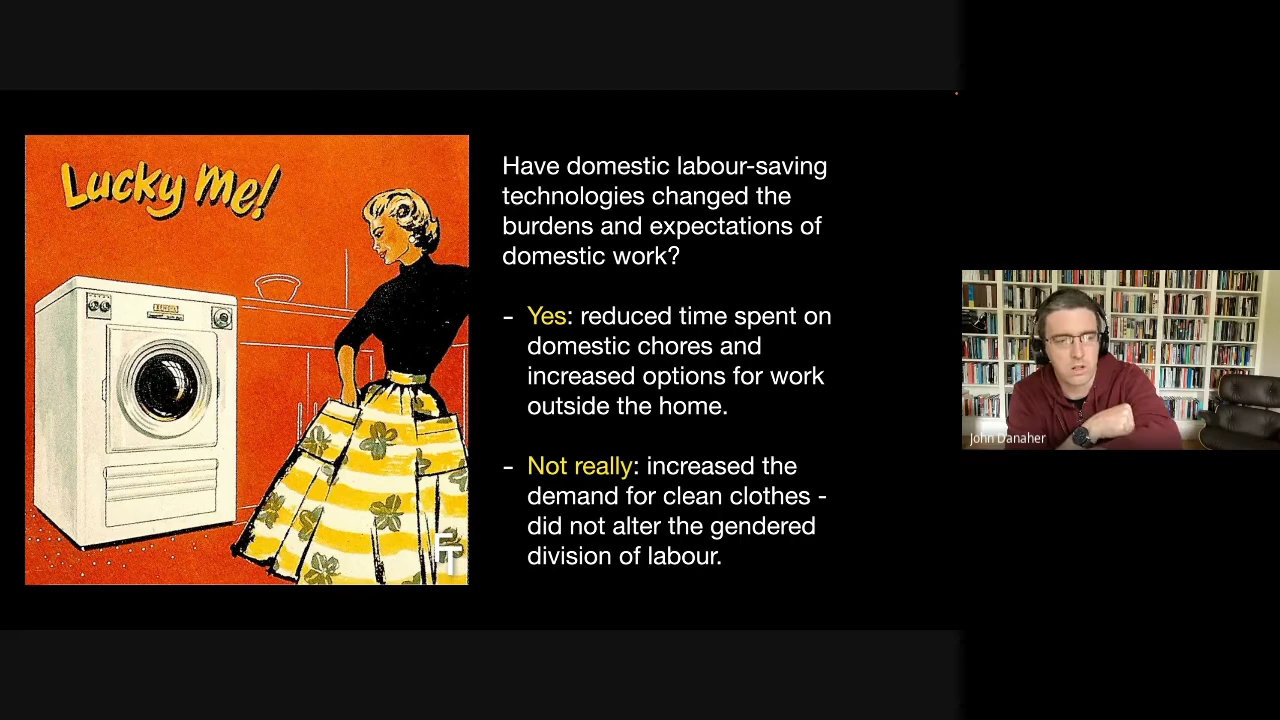 Lucky Me!
Have domestic labour-saving
technologies changed the
burdens and expectations of
domestic work?
- Yes: reduced time spent on
domestic chores and
increased options for work
outside the home.
- Not really: increased the
demand for clean clothes -
did not alter the gendered
division of labour.
FT
John Danaher